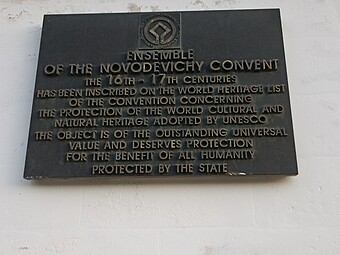 ENSEMBLE
OF THE NOVODEVICHY CONVENT
THE 16TH - 17TH CENTURIES
HAS BEEN INSCRIBED ON THE WORLD HERITAGE LIST
OF THE CONVENTION CONCERNING
THE PROTECTION OF THE WORLD CULTURAL AND
NATURAL HERITAGE ADOPTED BY UNESCO
THE OBJECT IS OF THE OUTSTANDING UNIVERSAL
VALUE AND DESERVES PROTECTION
FOR THE BENEFIT OF ALL HUMANITY
PROTECTED BY THE STATE